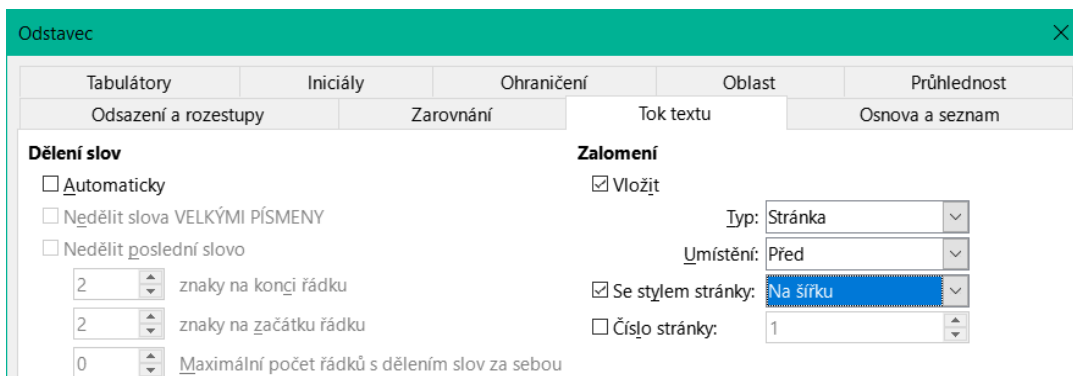 Odstavec
Tabulátory Iniciály Ohraničení Oblast Průhlednost
Odsazení a rozestupy Zarovnání Tok textu Osnova a seznam
Dělení slov
Automaticky
Nedělit slova VELKÝMI PÍSMENY
Nedělit poslední slovo
2 znaky na konci řádku
2 znaky na začátku řádku
0 Maximální počet řádků s dělením slov za sebou
Zalomení
Vložit
Typ: Stránka
Umístění: Před
Se stylem stránky: Na šířku
Číslo stránky: 1